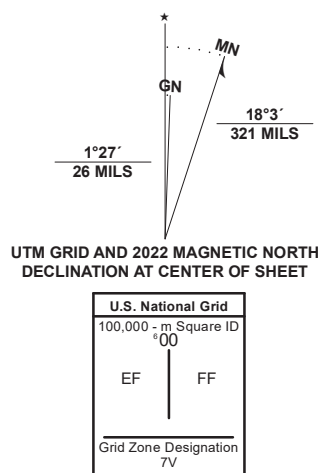 ★
MN
GN
1°27´
26 MILS
18°3´
321 MILS
UTM GRID AND 2022 MAGNETIC NORTH
DECLINATION AT CENTER OF SHEET
U.S. National Grid
100,000 - m Square ID
⁶00
EF FF
Grid Zone Designation
7V